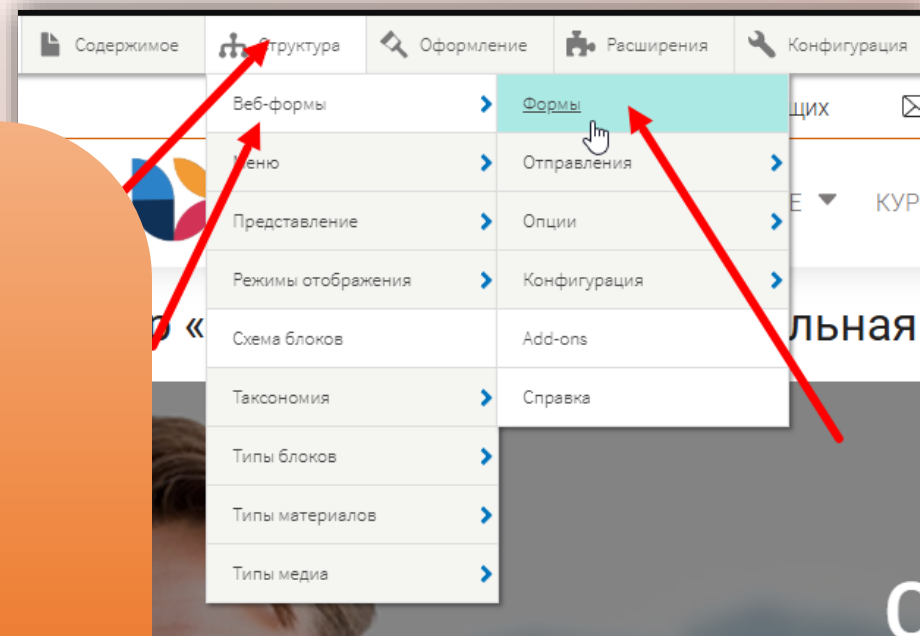 Содержимое
Структура
Оформление
Расширения
Конфигурация
Веб-формы
Формы
щих
Меню
Отправления
Е
КУР
Представление
Опции
Режимы отображения
Конфигурация
р «
льная
Схема блоков
Add-ons
Таксономия
Справка
Типы блоков
Типы материалов
Типы медиа
С